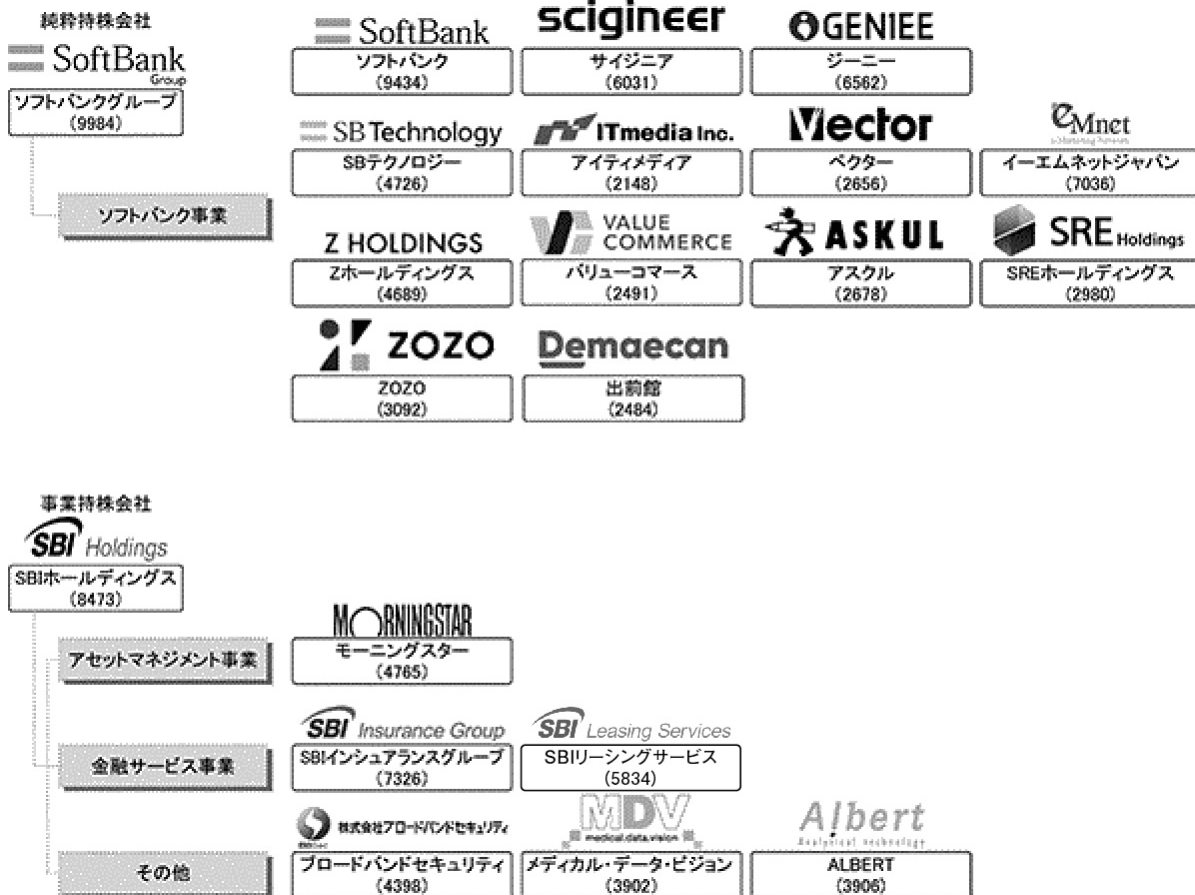 純粋持株会社
SoftBank
Group
ソフトバンクグループ
(9984)
ソフトバンク事業
SoftBank
ソフトバンク
(9434)
scigineer
サイジニア
(6031)
GENIEE
ジーニー
(6562)
SB Technology
SBテクノロジー
(4726)
ITmedia Inc.
アイティメディア
(2148)
Vector
ベクター
(2656)
eMnet
イーエムネットジャパン
(7036)
Z HOLDINGS
Zホールディングス
(4689)
VALUE
COMMERCE
バリューコマース
(2491)
ASKUL
アスクル
(2678)
SRE Holdings
SREホールディングス
(2980)
ZOZO
ZOZO
(3092)
Demaecan
出前館
(2484)
事業持株会社
SBI Holdings
SBIホールディングス
(8473)
アセットマネジメント事業
MORNINGSTAR
モーニングスター
(4765)
金融サービス事業
SBI Insurance Group
SBIインシュアランスグループ
(7326)
SBI Leasing Services
SBIリーシングサービス
(5834)
その他
株式会社ブロードバンドセキュリティ
ブロードバンドセキュリティ
(4398)
MDV
medical.data.vision
メディカル・データ・ビジョン
(3902)
Albert
Analytical technology
ALBERT
(3906)